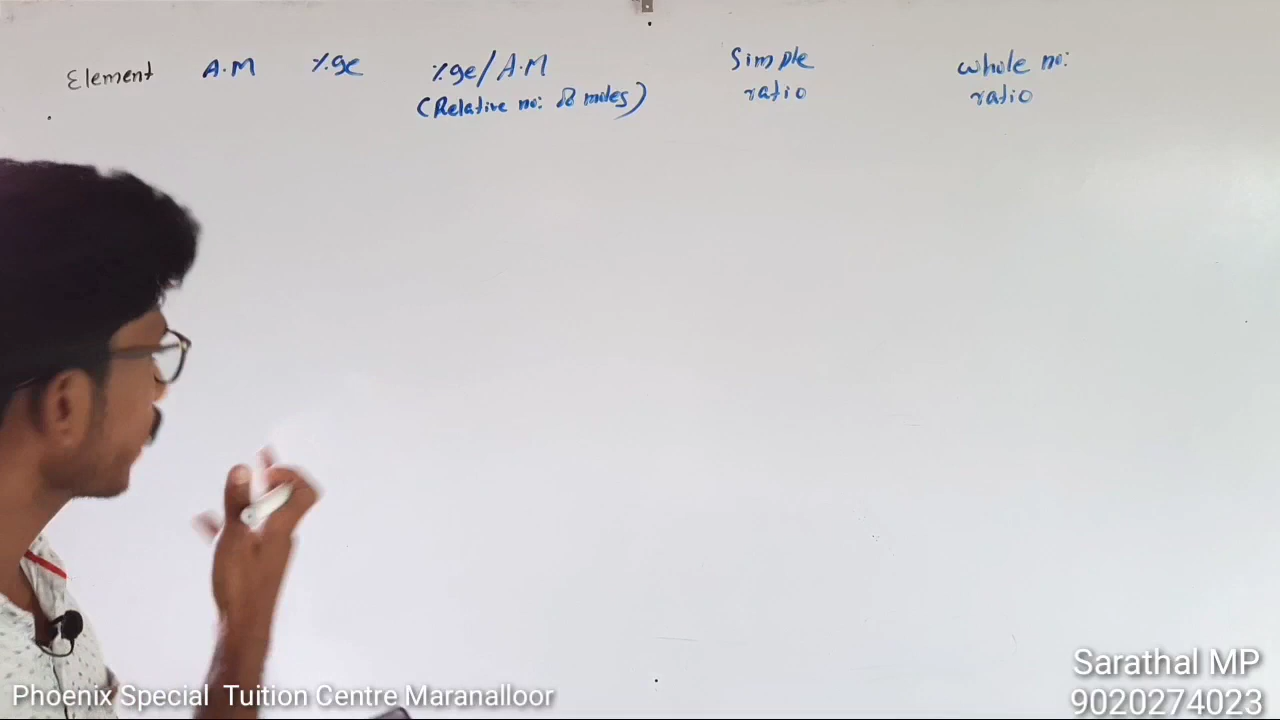 Element A.M %ge %ge/A.M Simple whole no:
(Relative no: of moles) ratio ratio
Phoenix Special Tuition Centre Maranalloor
Sarathal MP
9020274023